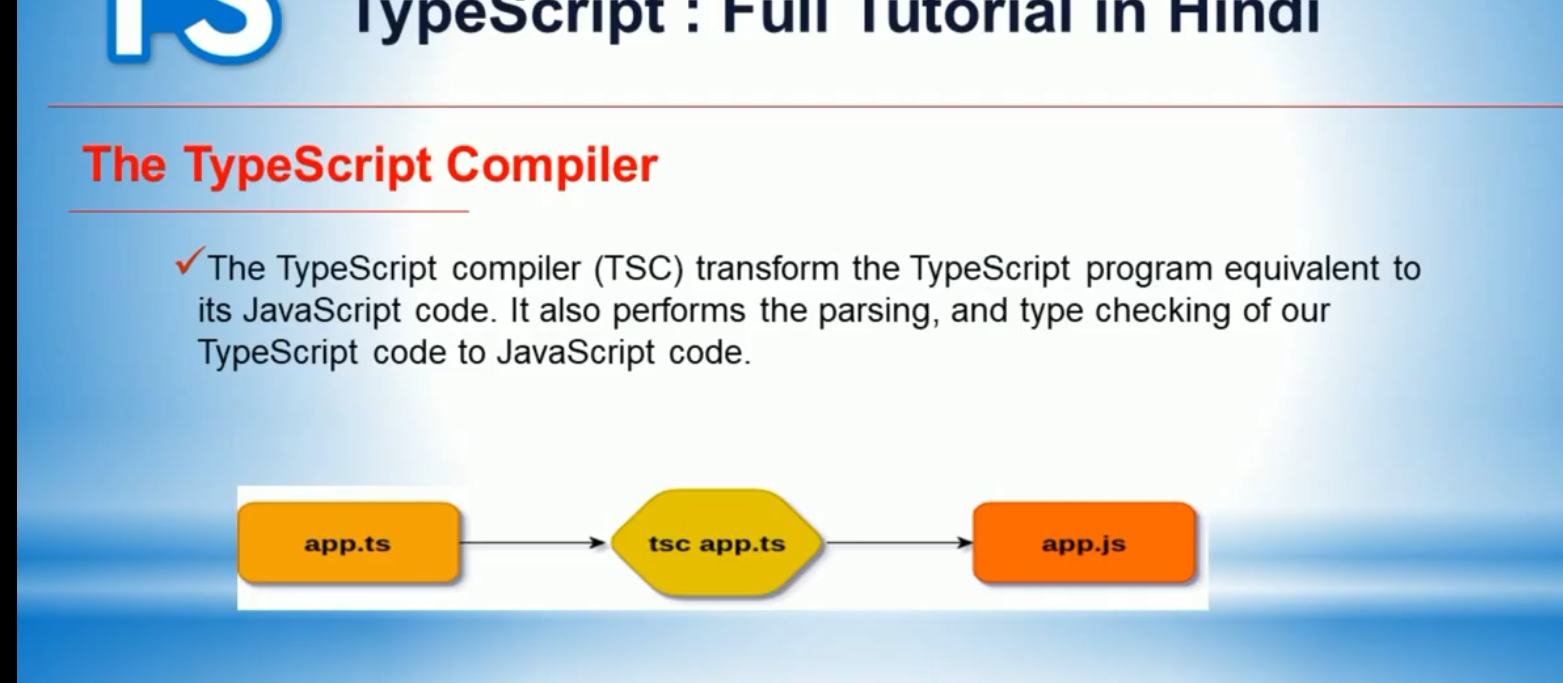 TS
TypeScript : Full Tutorial in Hindi
The TypeScript Compiler
✓The TypeScript compiler (TSC) transform the TypeScript program equivalent to
its JavaScript code. It also performs the parsing, and type checking of our
TypeScript code to JavaScript code.
app.ts
tsc app.ts
app.js